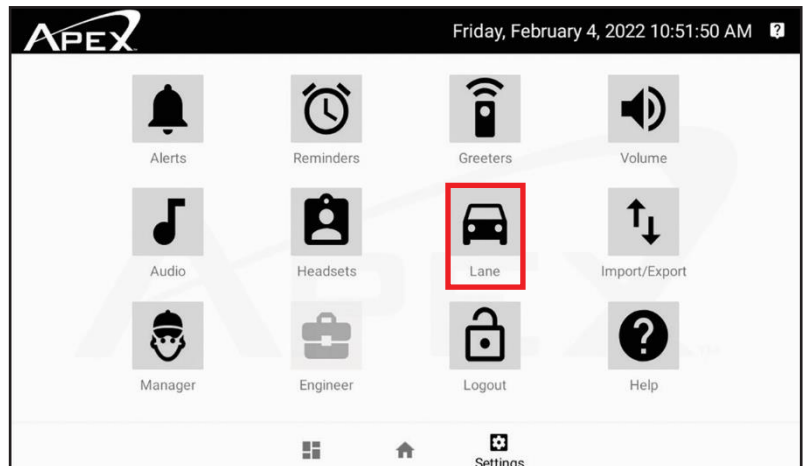 APEX
Friday, February 4, 2022 10:51:50 AM ?
Alerts Reminders Greeters Volume
Audio Headsets Lane Import/Export
Manager Engineer Logout Help
Settings
APEX